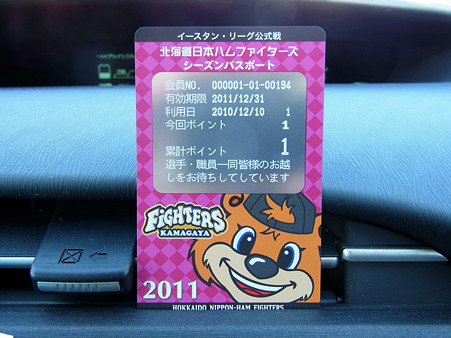 イースタン・リーグ公式戦
北海道日本ハムファイターズ
シーズンパスポート
会員NO. 000001-01-00194
有効期限 2011/12/31
利用日 2010/12/10 1
今回ポイント 1
累計ポイント 1
選手・職員一同皆様のお越
しをお待ちしてしています
FIGHTERS
KAMAGAYA
2011
HOKKAIDO NIPPON-HAM FIGHTERS